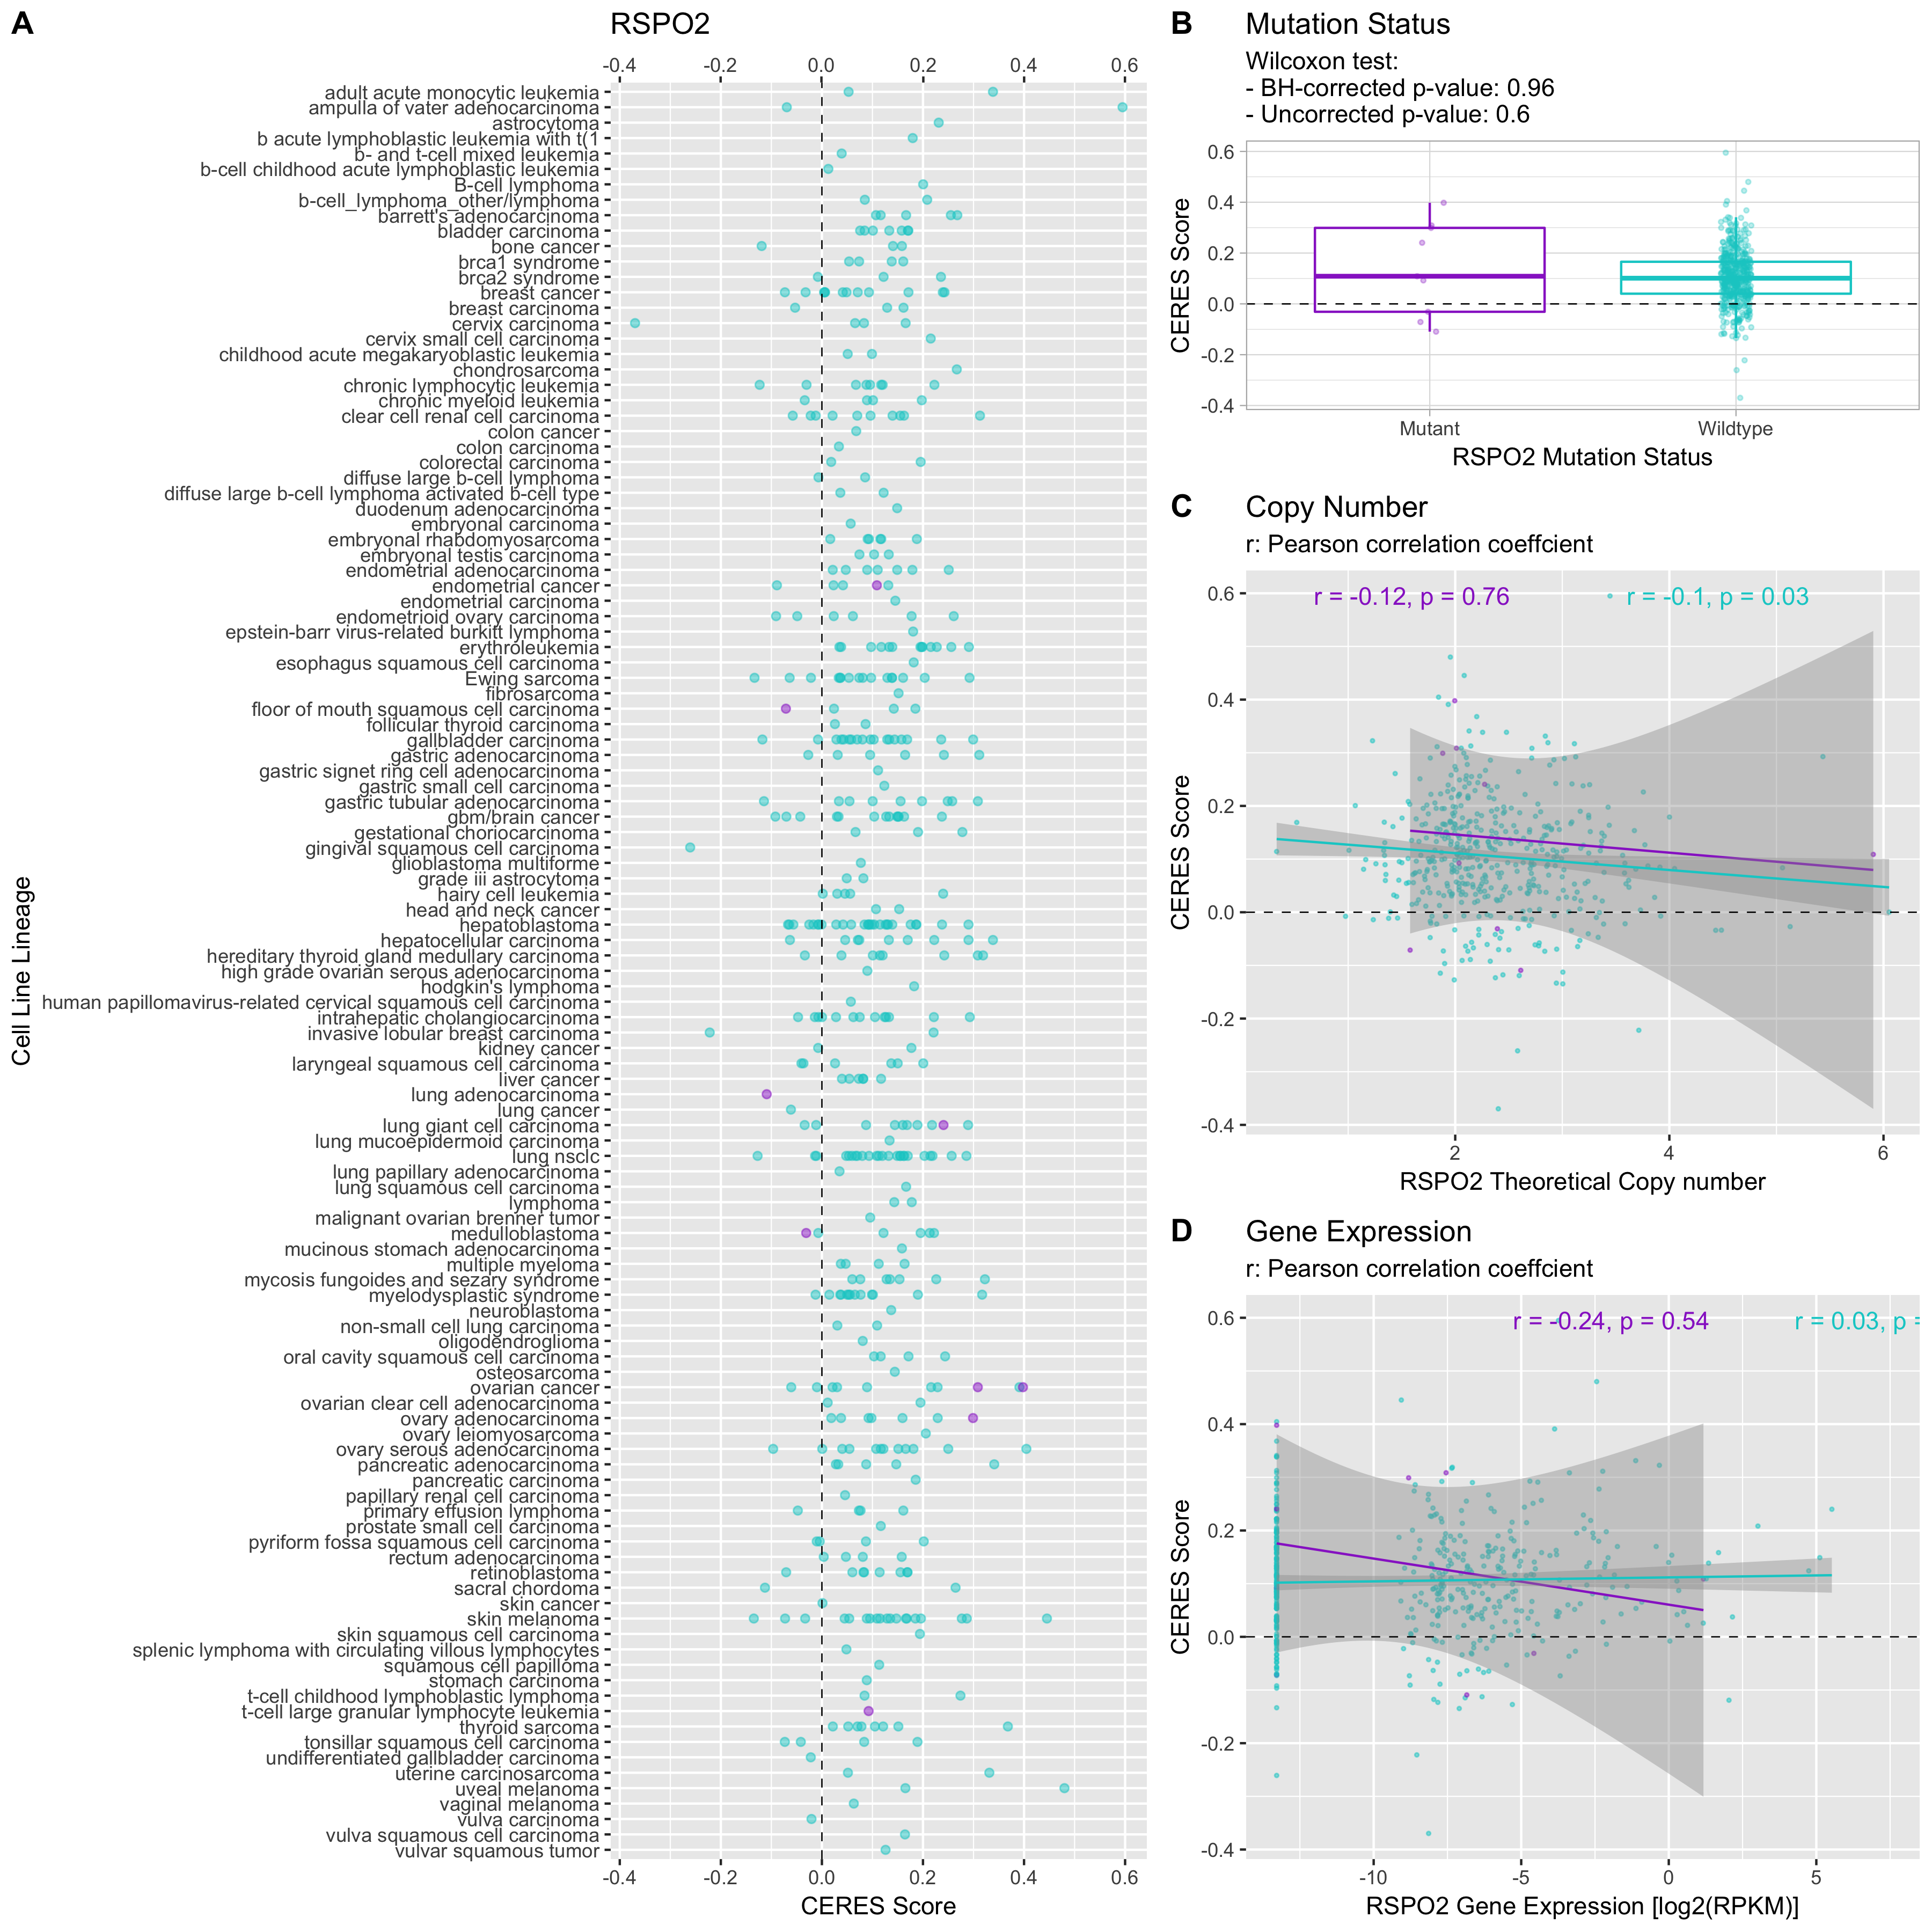 A
RSPO2
-0.4 -0.2 0.0 0.2 0.4 0.6
Cell Line Lineage
adult acute monocytic leukemia
ampulla of vater adenocarcinoma
astrocytoma
b acute lymphoblastic leukemia with t(1
b- and t-cell mixed leukemia
b-cell childhood acute lymphoblastic leukemia
B-cell lymphoma
b-cell_lymphoma_other/lymphoma
barrett's adenocarcinoma
bladder carcinoma
bone cancer
brca1 syndrome
brca2 syndrome
breast cancer
breast carcinoma
cervix carcinoma
cervix small cell carcinoma
childhood acute megakaryoblastic leukemia
chondrosarcoma
chronic lymphocytic leukemia
chronic myeloid leukemia
clear cell renal cell carcinoma
colon cancer
colon carcinoma
colorectal carcinoma
diffuse large b-cell lymphoma
diffuse large b-cell lymphoma activated b-cell type
duodenum adenocarcinoma
embryonal carcinoma
embryonal rhabdomyosarcoma
embryonal testis carcinoma
endometrial adenocarcinoma
endometrial cancer
endometrial carcinoma
endometrioid ovary carcinoma
epstein-barr virus-related burkitt lymphoma
erythroleukemia
esophagus squamous cell carcinoma
Ewing sarcoma
fibrosarcoma
floor of mouth squamous cell carcinoma
follicular thyroid carcinoma
gallbladder carcinoma
gastric adenocarcinoma
gastric signet ring cell adenocarcinoma
gastric small cell carcinoma
gastric tubular adenocarcinoma
gbm/brain cancer
gestational choriocarcinoma
gingival squamous cell carcinoma
glioblastoma multiforme
grade iii astrocytoma
hairy cell leukemia
head and neck cancer
hepatoblastoma
hepatocellular carcinoma
hereditary thyroid gland medullary carcinoma
high grade ovarian serous adenocarcinoma
hodgkin's lymphoma
human papillomavirus-related cervical squamous cell carcinoma
intrahepatic cholangiocarcinoma
invasive lobular breast carcinoma
kidney cancer
laryngeal squamous cell carcinoma
liver cancer
lung adenocarcinoma
lung cancer
lung giant cell carcinoma
lung mucoepidermoid carcinoma
lung nsclc
lung papillary adenocarcinoma
lung squamous cell carcinoma
lymphoma
malignant ovarian brenner tumor
medulloblastoma
mucinous stomach adenocarcinoma
multiple myeloma
mycosis fungoides and sezary syndrome
myelodysplastic syndrome
neuroblastoma
non-small cell lung carcinoma
oligodendroglioma
oral cavity squamous cell carcinoma
osteosarcoma
ovarian cancer
ovarian clear cell adenocarcinoma
ovary adenocarcinoma
ovary leiomyosarcoma
ovary serous adenocarcinoma
pancreatic adenocarcinoma
pancreatic carcinoma
papillary renal cell carcinoma
primary effusion lymphoma
prostate small cell carcinoma
pyriform fossa squamous cell carcinoma
rectum adenocarcinoma
retinoblastoma
sacral chordoma
skin cancer
skin melanoma
skin squamous cell carcinoma
splenic lymphoma with circulating villous lymphocytes
squamous cell papilloma
stomach carcinoma
t-cell childhood lymphoblastic lymphoma
t-cell large granular lymphocyte leukemia
thyroid sarcoma
tonsillar squamous cell carcinoma
undifferentiated gallbladder carcinoma
uterine carcinosarcoma
uveal melanoma
vaginal melanoma
vulva carcinoma
vulva squamous cell carcinoma
vulvar squamous tumor
-0.4 -0.2 0.0 0.2 0.4 0.6
CERES Score
B
Mutation Status
Wilcoxon test:
- BH-corrected p-value: 0.96
- Uncorrected p-value: 0.6
CERES Score
0.6
0.4
0.2
0.0
-0.2
-0.4
Mutant Wildtype
RSPO2 Mutation Status
C
Copy Number
r: Pearson correlation coeffcient
r = -0.12, p = 0.76 r = -0.1, p = 0.03
CERES Score
0.6
0.4
0.2
0.0
-0.2
-0.4
2 4 6
RSPO2 Theoretical Copy number
D
Gene Expression
r: Pearson correlation coeffcient
r = -0.24, p = 0.54 r = 0.03, p =
CERES Score
0.6
0.4
0.2
0.0
-0.2
-0.4
-10 -5 0 5
RSPO2 Gene Expression [log2(RPKM)]